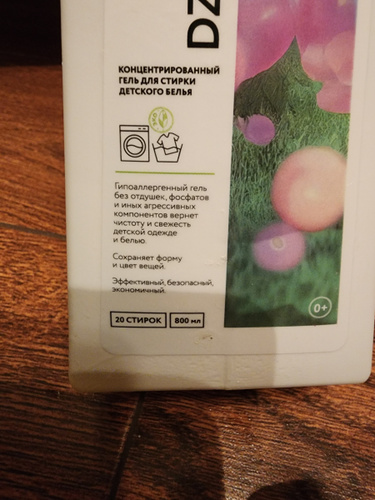 DZ
КОНЦЕНТРИРОВАННЫЙ
ГЕЛЬ ДЛЯ СТИРКИ
ДЕТСКОГО БЕЛЬЯ
Гипоаллергенный гель
без отдушек, фосфатов
и иных агрессивных
компонентов вернет
чистоту и свежесть
детской одежде
и белью.
Сохраняет форму
и цвет вещей.
Эффективный, безопасный,
экономичный.
20 СТИРОК 800 мл
0+